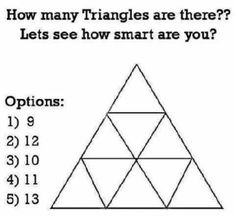 How many Triangles are there??
Lets see how smart are you?
Options:
1) 9
2) 12
3) 10
4) 11
5) 13